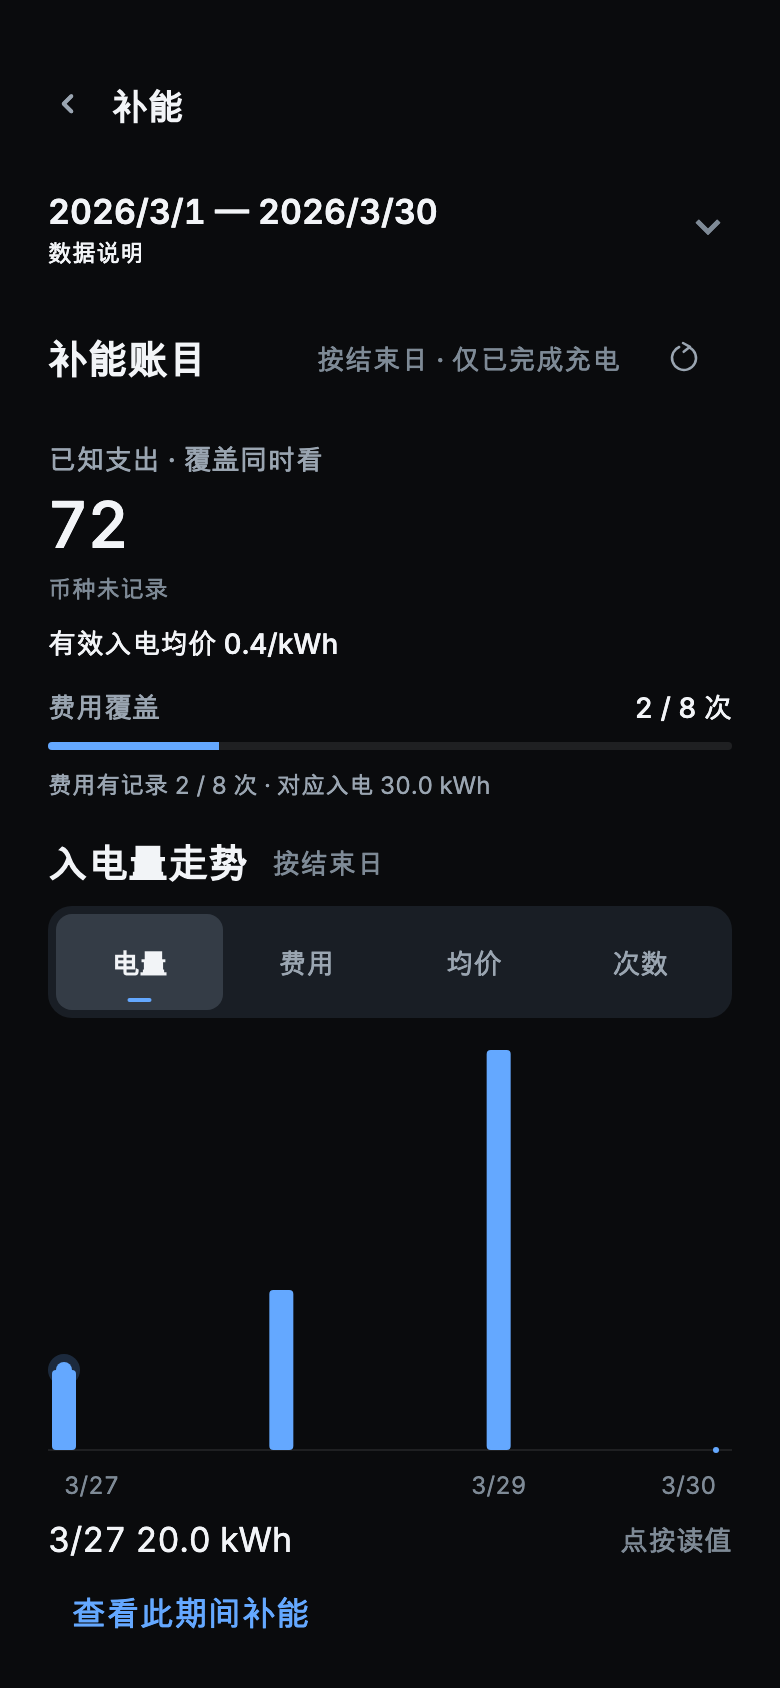 补能
2026/3/1 — 2026/3/30
数据说明
补能账目 按结束日 · 仅已完成充电
已知支出 · 覆盖同时看
72
币种未记录
有效入电均价 0.4/kWh
费用覆盖 2 / 8 次
费用有记录 2 / 8 次 · 对应入电 30.0 kWh
入电量走势 按结束日
电量 费用 均价 次数
3/27 3/29 3/30
3/27 20.0 kWh 点按读值
查看此期间补能